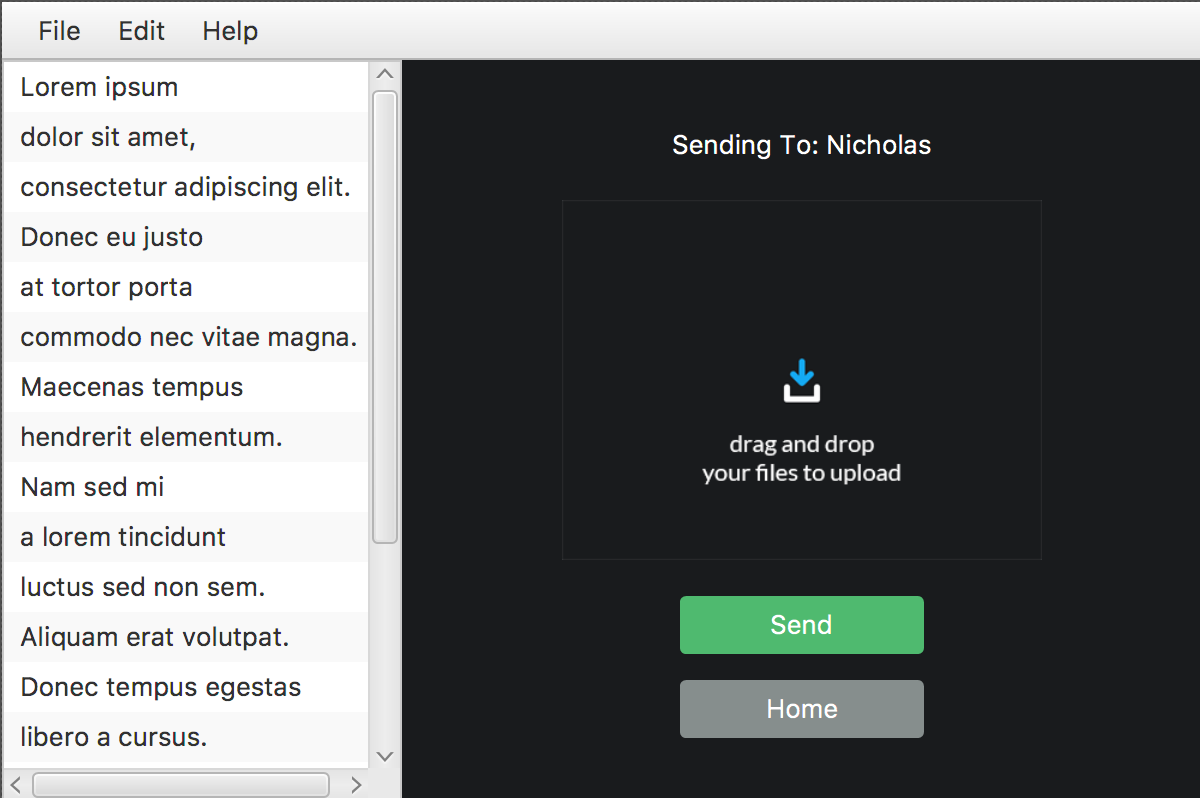 File Edit Help
Lorem ipsum
dolor sit amet,
consectetur adipiscing elit.
Donec eu justo
at tortor porta
commodo nec vitae magna.
Maecenas tempus
hendrerit elementum.
Nam sed mi
a lorem tincidunt
luctus sed non sem.
Aliquam erat volutpat.
Donec tempus egestas
libero a cursus.
Sending To: Nicholas
drag and drop
your files to upload
Send
Home